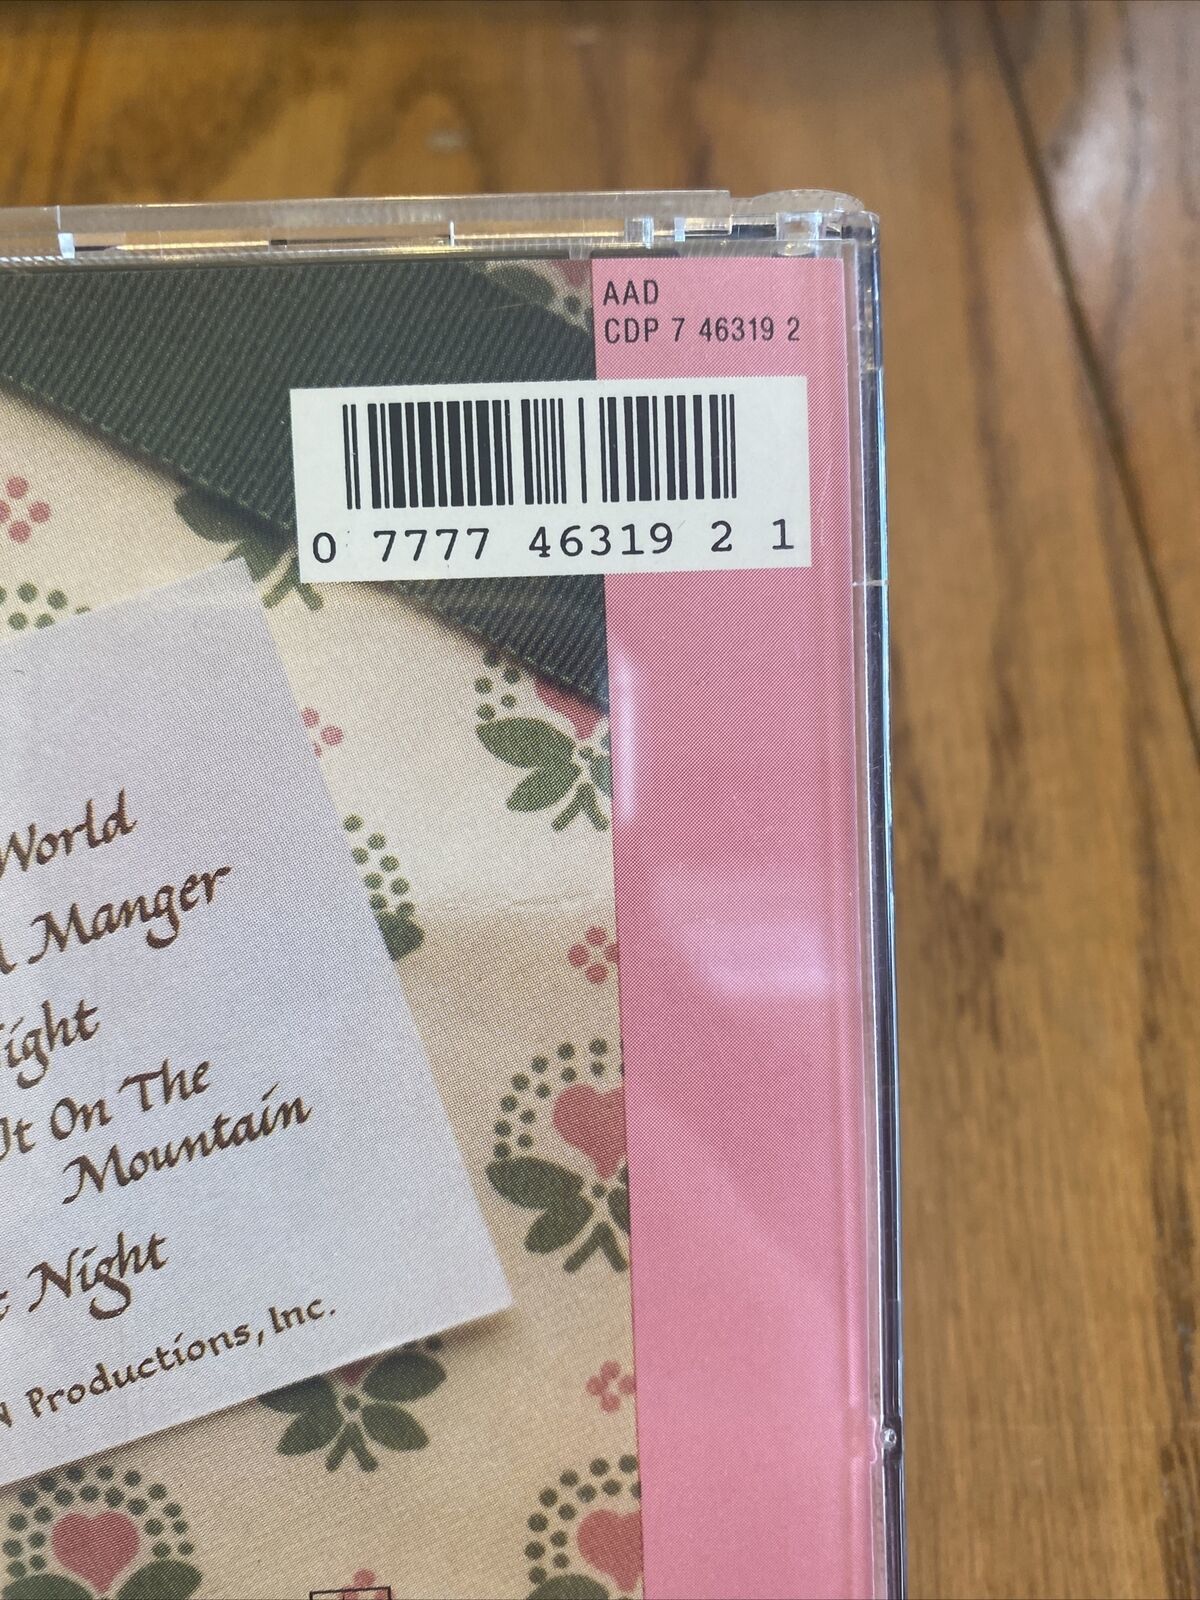 AAD
CDP 7 46319 2
0 7777 46319 2 1
World
Manger
It On The
Mountain
Night
Productions, Inc.